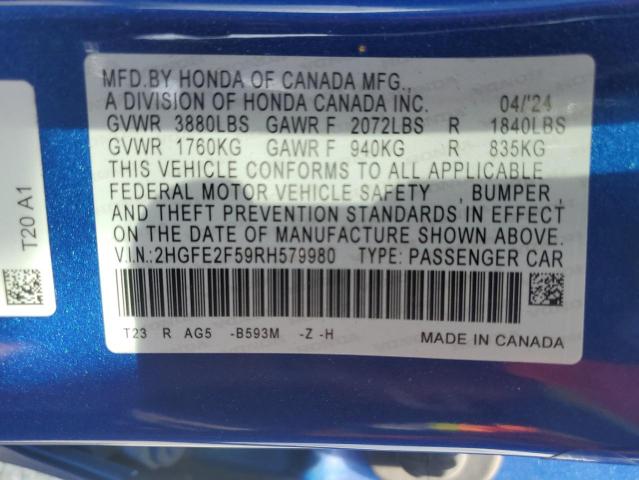 MFD.BY HONDA OF CANADA MFG.,
A DIVISION OF HONDA CANADA INC. 04/'24
GVWR 3880LBS GAWR F 2072LBS R 1840LBS
GVWR 1760KG GAWR F 940KG R 835KG
THIS VEHICLE CONFORMS TO ALL APPLICABLE
FEDERAL MOTOR VEHICLE SAFETY , BUMPER ,
AND THEFT PREVENTION STANDARDS IN EFFECT
ON THE DATE OF MANUFACTURE SHOWN ABOVE.
V.I.N.:2HGFE2F59RH579980 TYPE: PASSENGER CAR
T23 R AG5 -B593M -Z -H MADE IN CANADA
T20 A1